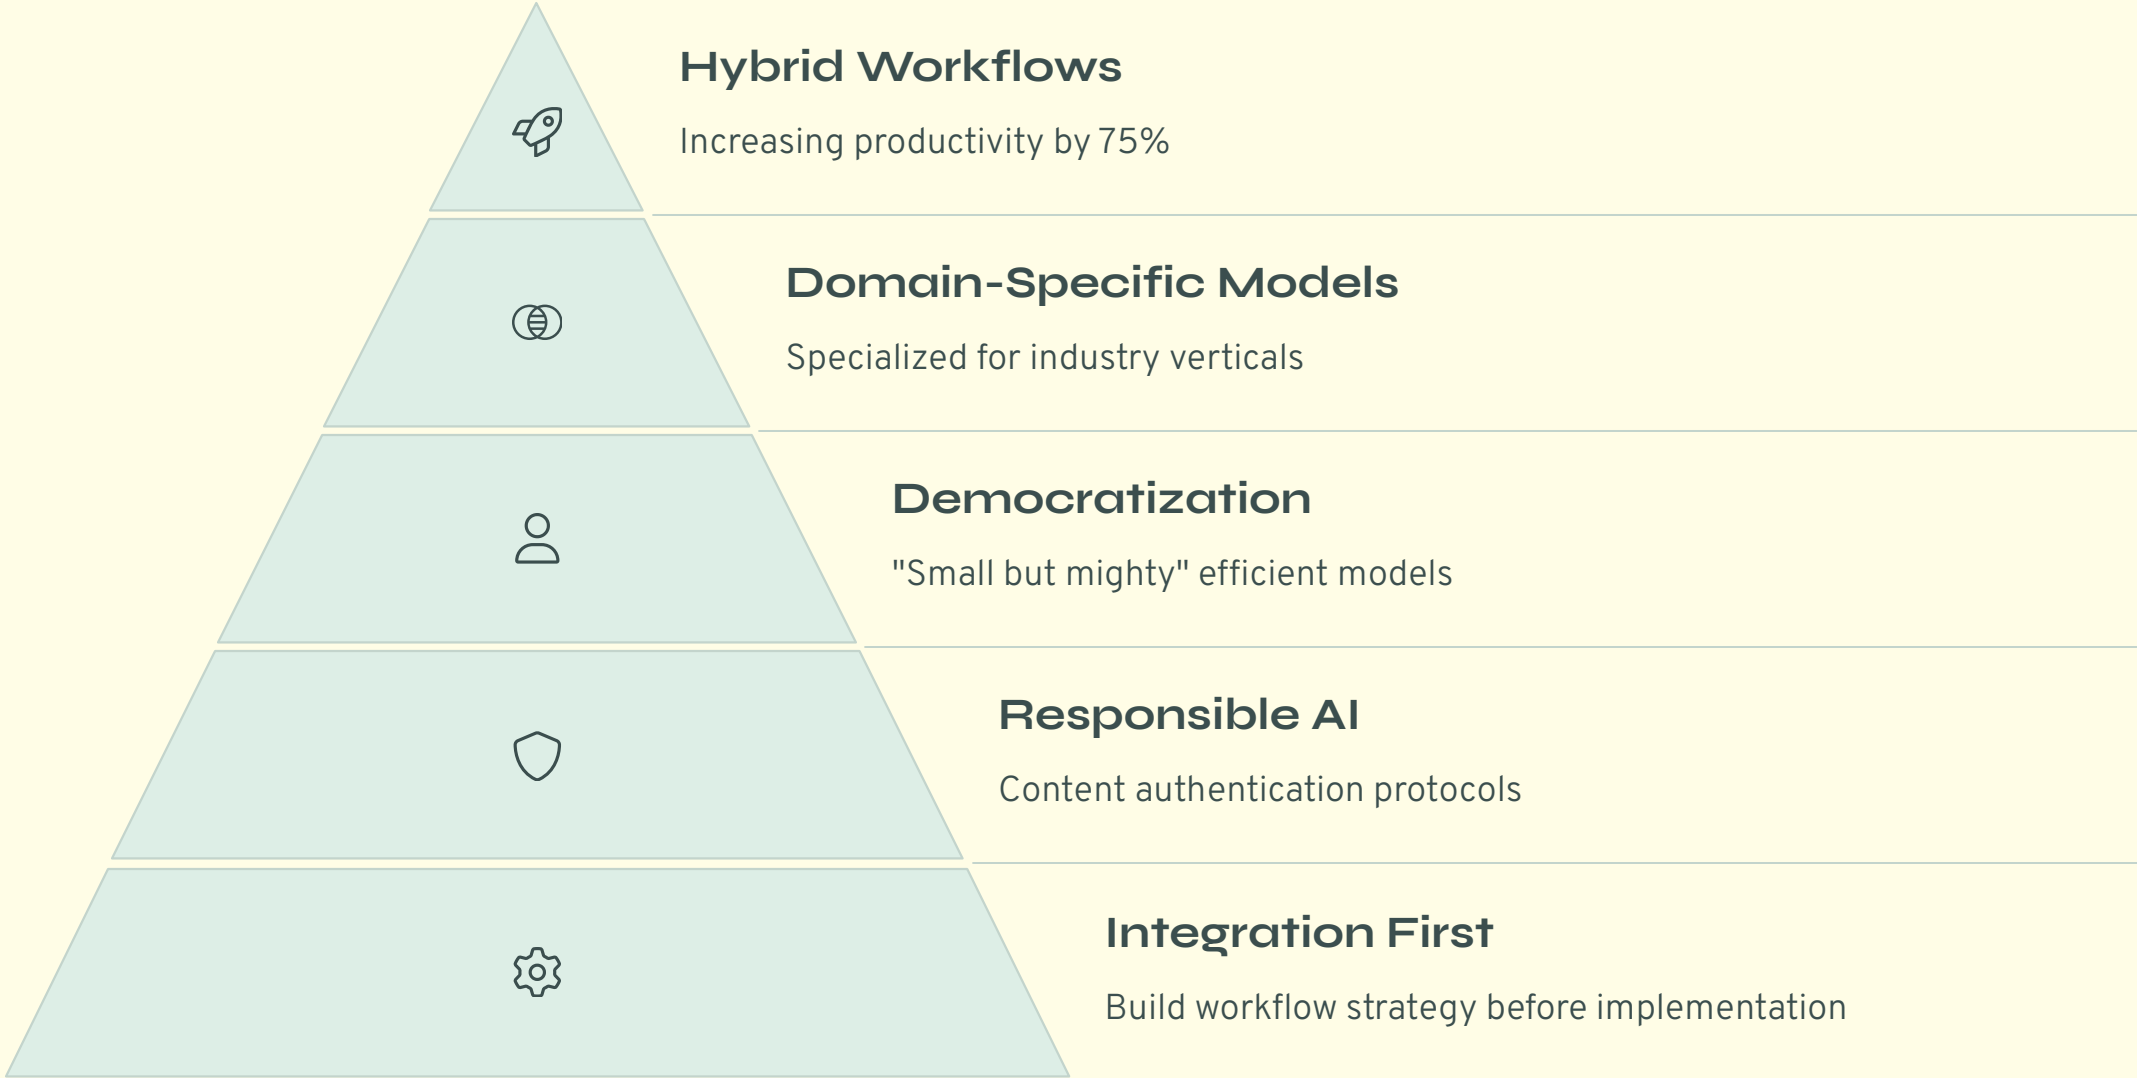 Hybrid Workflows
Increasing productivity by 75%
Domain-Specific Models
Specialized for industry verticals
Democratization
"Small but mighty" efficient models
Responsible AI
Content authentication protocols
Integration First
Build workflow strategy before implementation